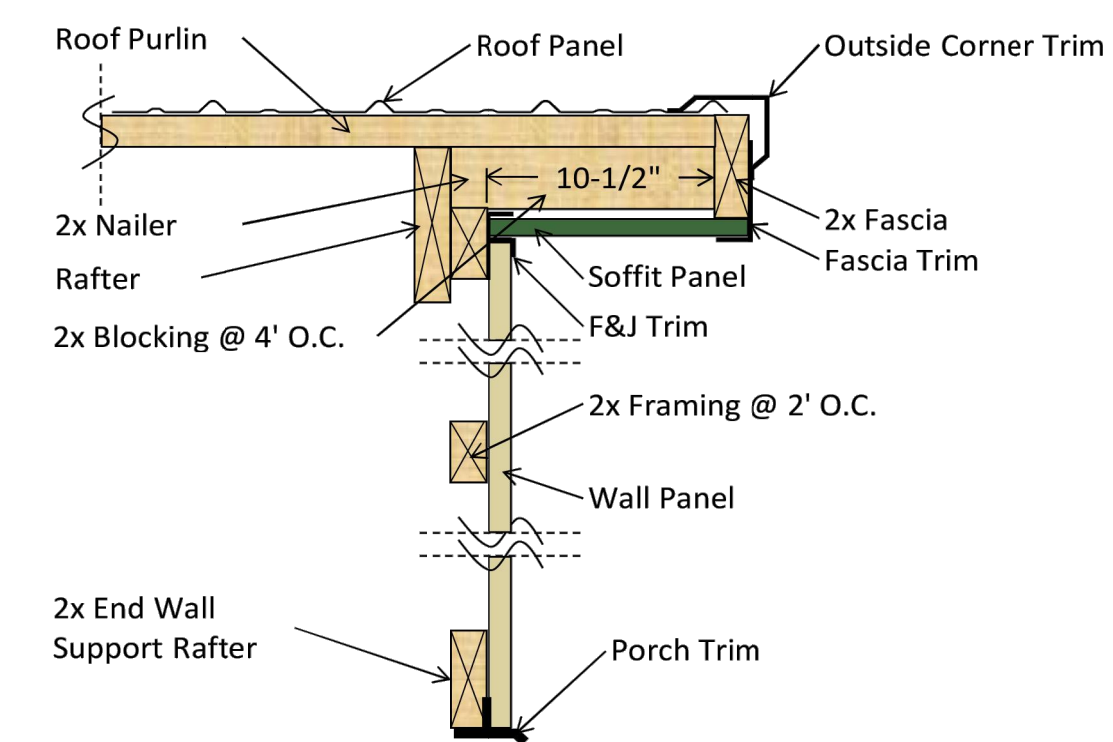 Roof Purlin
Roof Panel
Outside Corner Trim
10-1/2"
2x Nailer
2x Fascia
Rafter
Soffit Panel
Fascia Trim
2x Blocking @ 4' O.C.
F&J Trim
2x Framing @ 2' O.C.
Wall Panel
2x End Wall
Support Rafter
Porch Trim